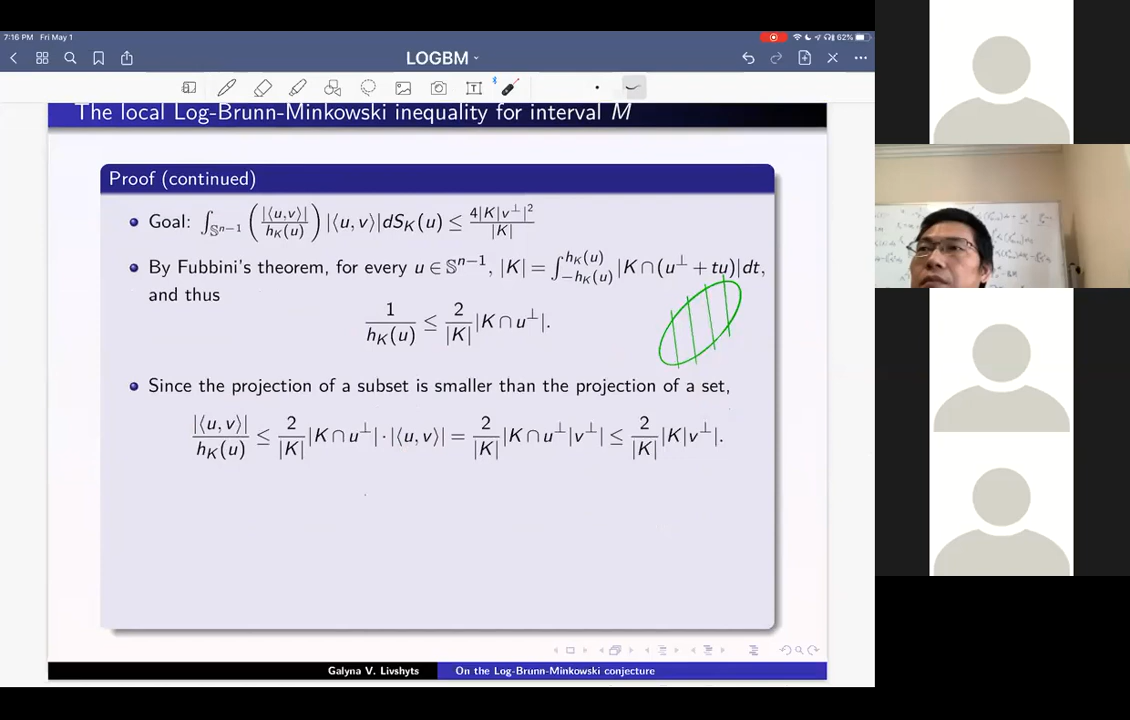 7:16 PM Fri May 1
62%
LOGBM
The local Log-Brunn-Minkowski inequality for interval M
Proof (continued)
Goal: ∫_{𝕊^{n−1}} (|⟨u,v⟩| / h_K(u)) |⟨u,v⟩| dS_K(u) ≤ 4|K|v^⊥|² / |K|
By Fubbini's theorem, for every u ∈ 𝕊^{n−1}, |K| = ∫_{−h_K(u)}^{h_K(u)} |K ∩ (u^⊥ + tu)| dt,
and thus
1 / h_K(u) ≤ 2/|K| |K ∩ u^⊥|.
Since the projection of a subset is smaller than the projection of a set,
|⟨u,v⟩| / h_K(u) ≤ 2/|K| |K ∩ u^⊥| · |⟨u,v⟩| = 2/|K| |K ∩ u^⊥|v^⊥| ≤ 2/|K| |K|v^⊥|.
Galyna V. Livshyts On the Log-Brunn-Minkowski conjecture